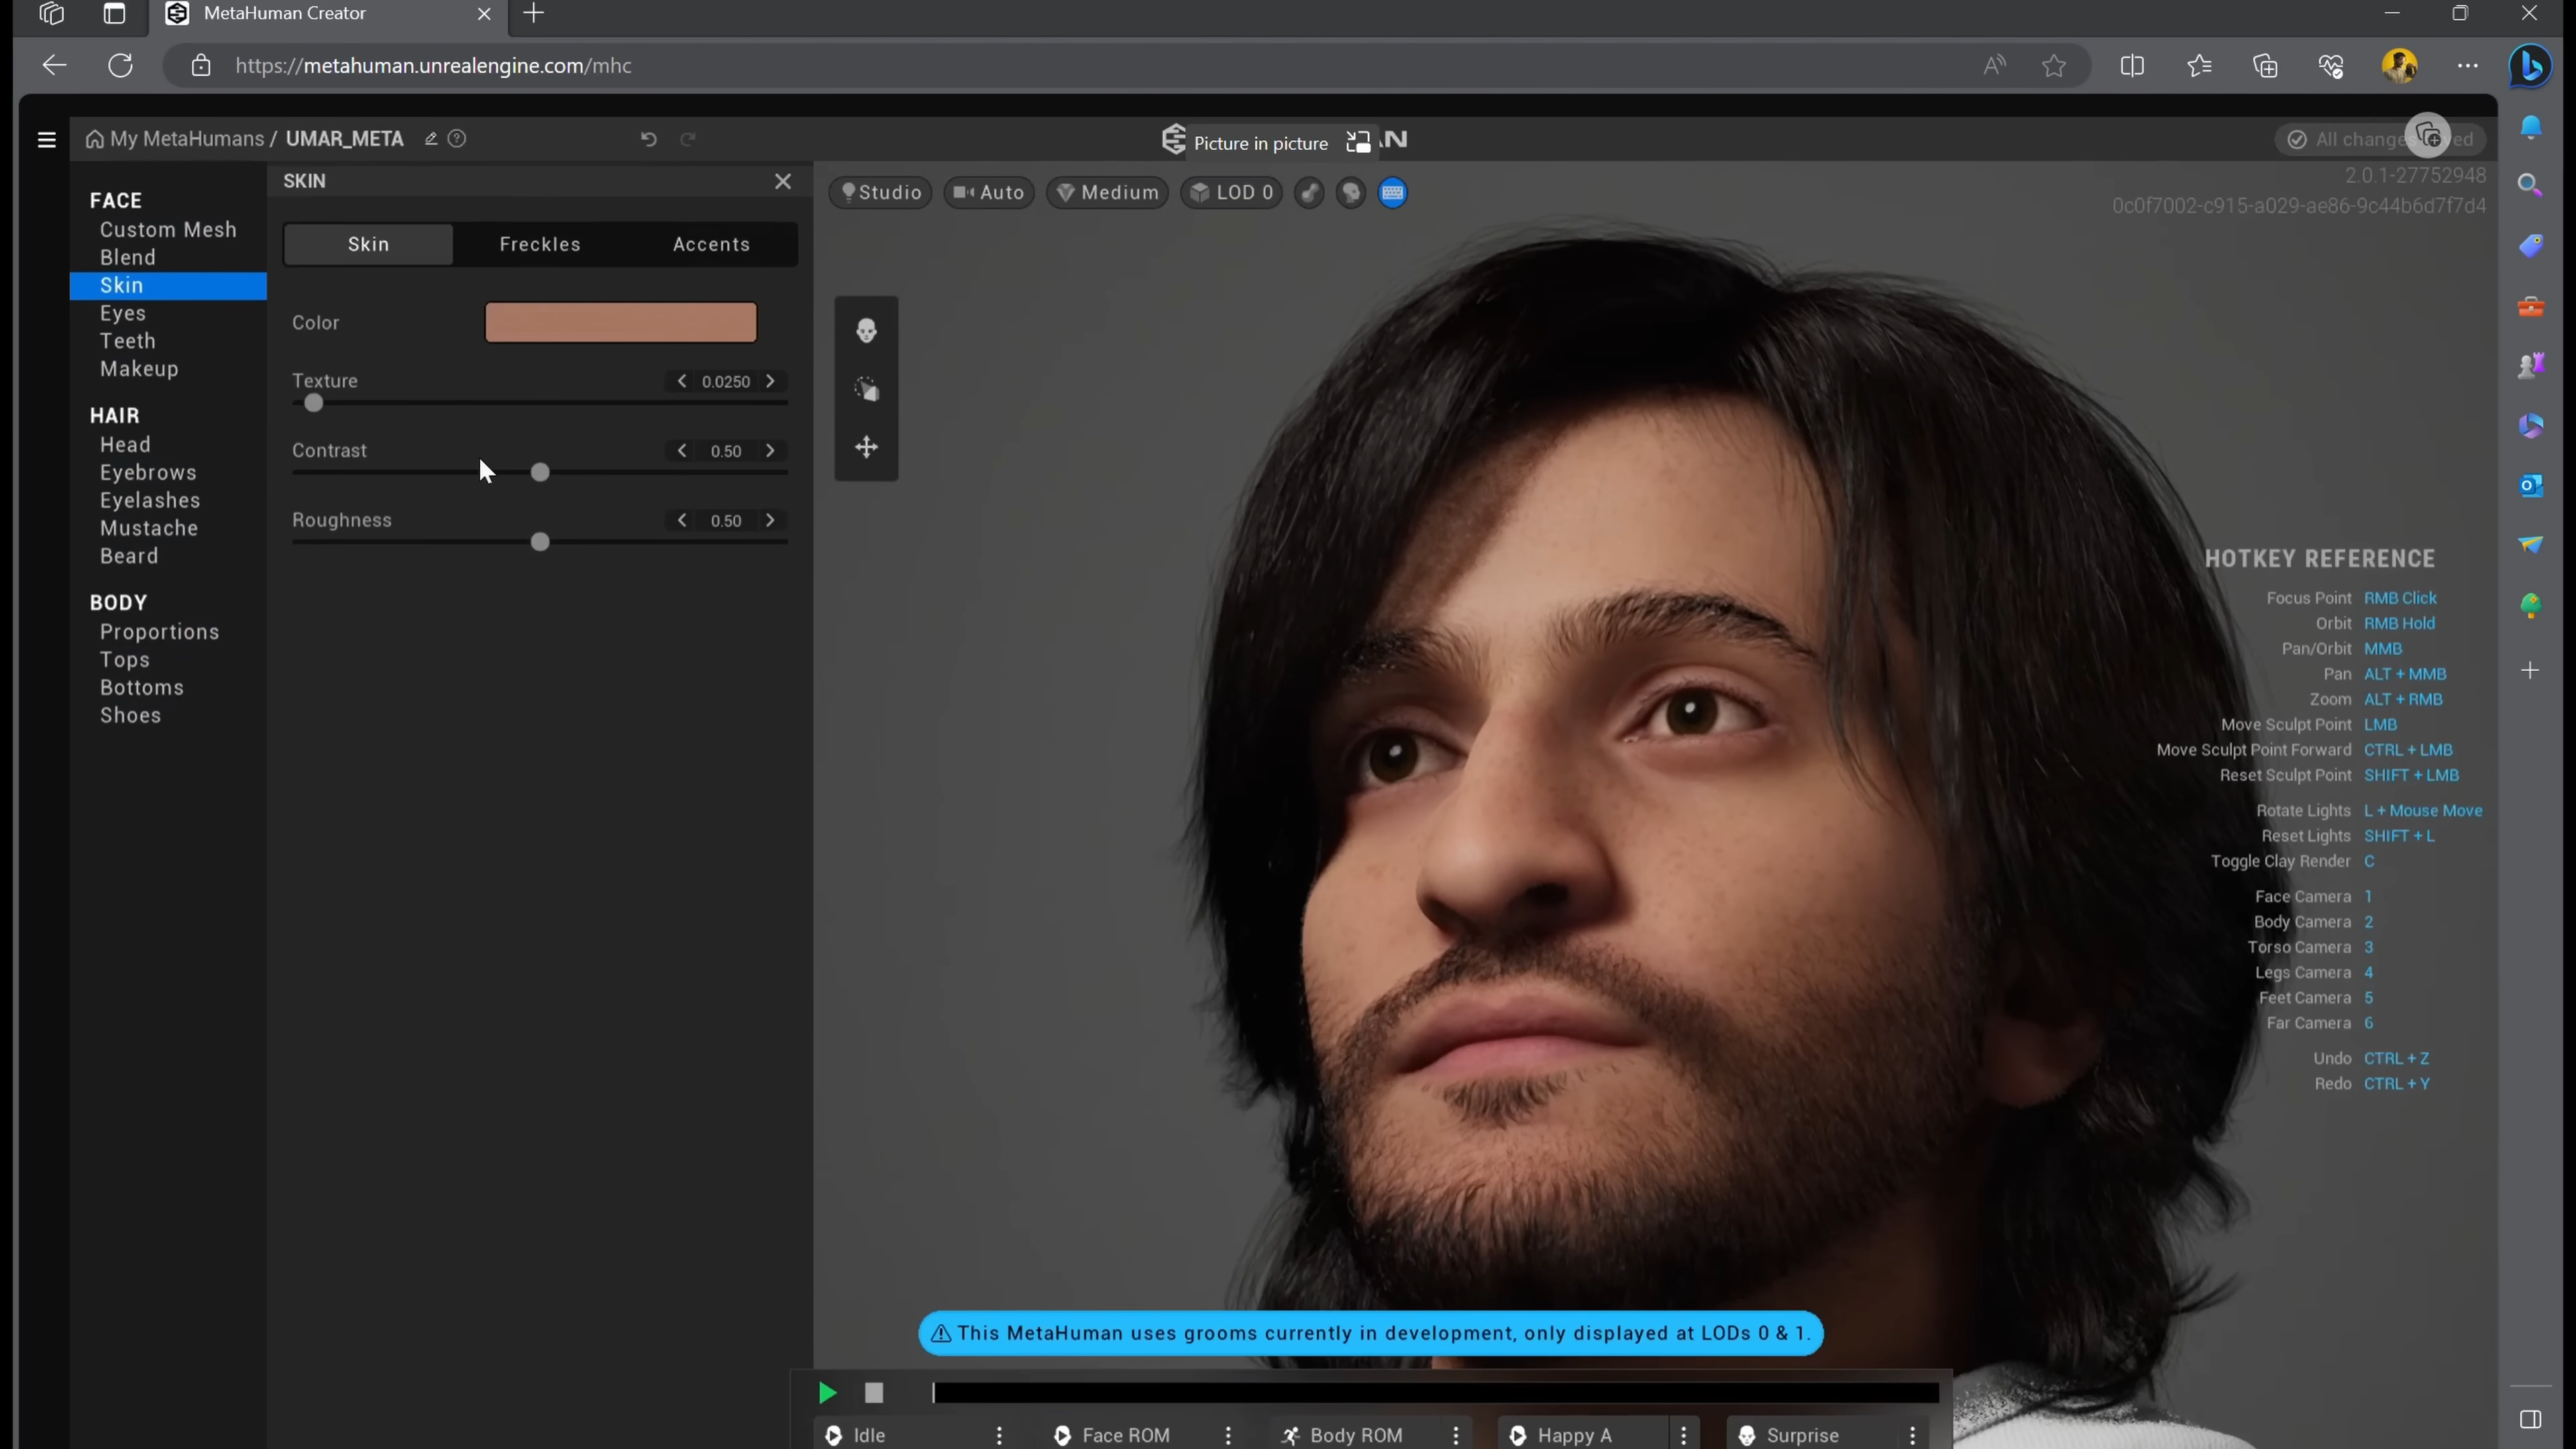 MetaHuman Creator
https://metahuman.unrealengine.com/mhc
My MetaHumans / UMAR_META
Picture in picture
AN
All change ed
SKIN
Studio
Auto
Medium
LOD 0
2.0.1-27752948
0c0f7002-c915-a029-ae86-9c44b6d7f7d4
FACE
Custom Mesh
Blend
Skin
Eyes
Teeth
Makeup
HAIR
Head
Eyebrows
Eyelashes
Mustache
Beard
BODY
Proportions
Tops
Bottoms
Shoes
Skin
Freckles
Accents
Color
Texture 0.0250
Contrast 0.50
Roughness 0.50
HOTKEY REFERENCE
Focus Point RMB Click
Orbit RMB Hold
Pan/Orbit MMB
Pan ALT + MMB
Zoom ALT + RMB
Move Sculpt Point LMB
Move Sculpt Point Forward CTRL + LMB
Reset Sculpt Point SHIFT + LMB
Rotate Lights L + Mouse Move
Reset Lights SHIFT + L
Toggle Clay Render C
Face Camera 1
Body Camera 2
Torso Camera 3
Legs Camera 4
Feet Camera 5
Far Camera 6
Undo CTRL + Z
Redo CTRL + Y
This MetaHuman uses grooms currently in development, only displayed at LODs 0 & 1.
Idle
Face ROM
Body ROM
Happy A
Surprise